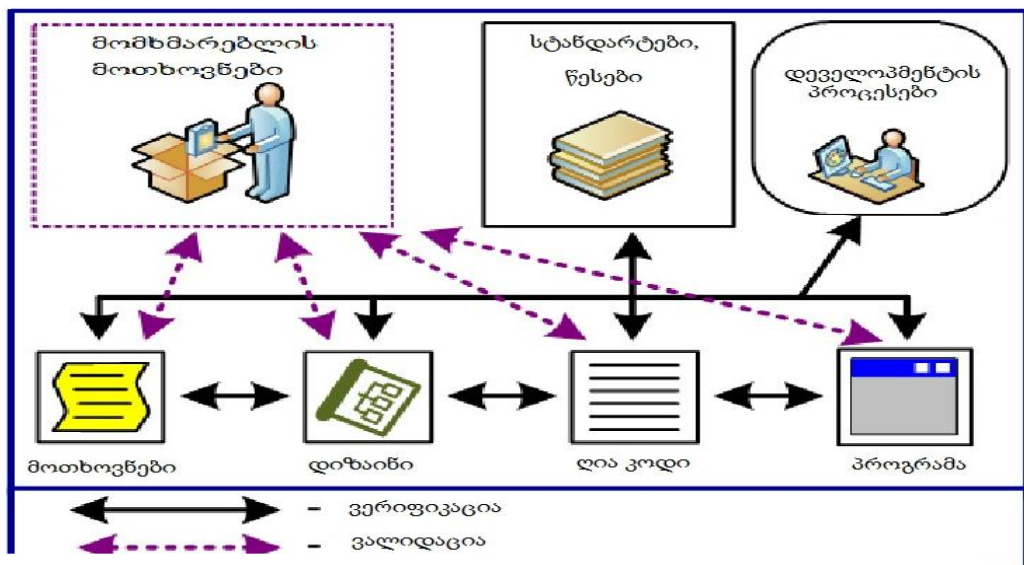 მომხმარებლის
მოთხოვნები
სტანდარტები,
წესები
დეველოპმენტის
პროცესები
მოთხოვნები
დიზაინი
ღია კოდი
პროგრამა
- ვერიფიკაცია
- ვალიდაცია